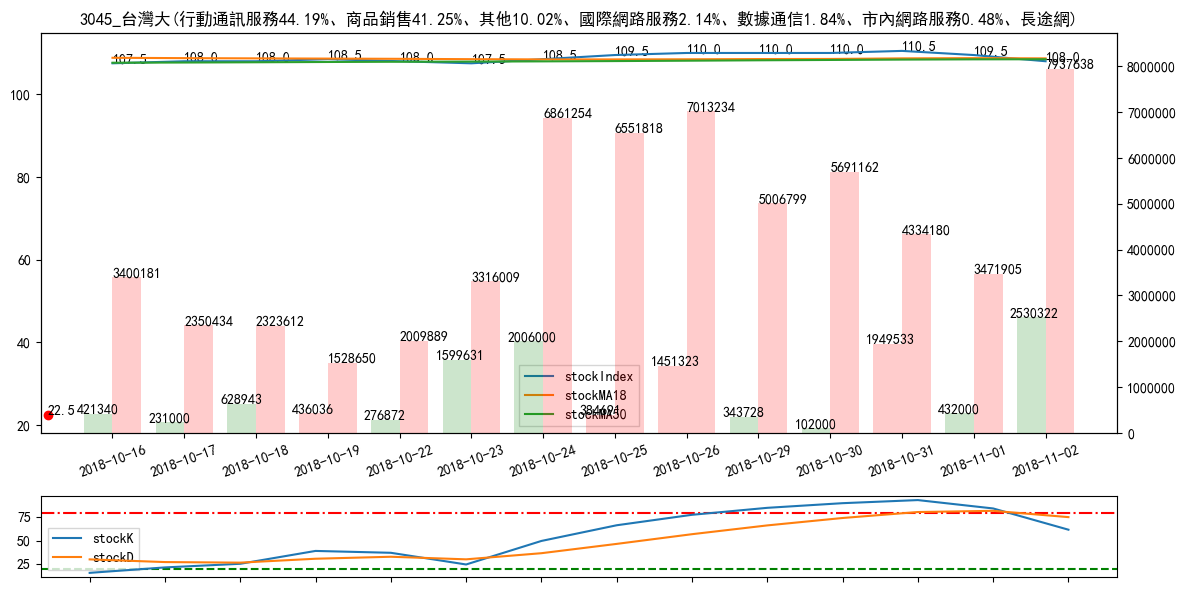 3045_台灣大(行動通訊服務44.19%、商品銷售41.25%、其他10.02%、國際網路服務2.14%、數據通信1.84%、市內網路服務0.48%、長途網)
107.5 108.0 108.0 108.5 108.0 107.5 108.5 109.5 110.0 110.0 110.0 110.5 109.5 108.0
100
80
60
40
20
8000000
7000000
6000000
5000000
4000000
3000000
2000000
1000000
0
3400181 2350434 2323612 1528650 2009889 3316009 6861254 6551818 7013234 5006799 5691162 4334180 3471905 7937638
22.5
421340 231000 628943 436036 276872 1599631 2006000 384691 1451323 343728 102000 1949533 432000 2530322
stockIndex
stockMA18
stockMA50
2018-10-16 2018-10-17 2018-10-18 2018-10-19 2018-10-22 2018-10-23 2018-10-24 2018-10-25 2018-10-26 2018-10-29 2018-10-30 2018-10-31 2018-11-01 2018-11-02
75
50
25
stockK
stockD